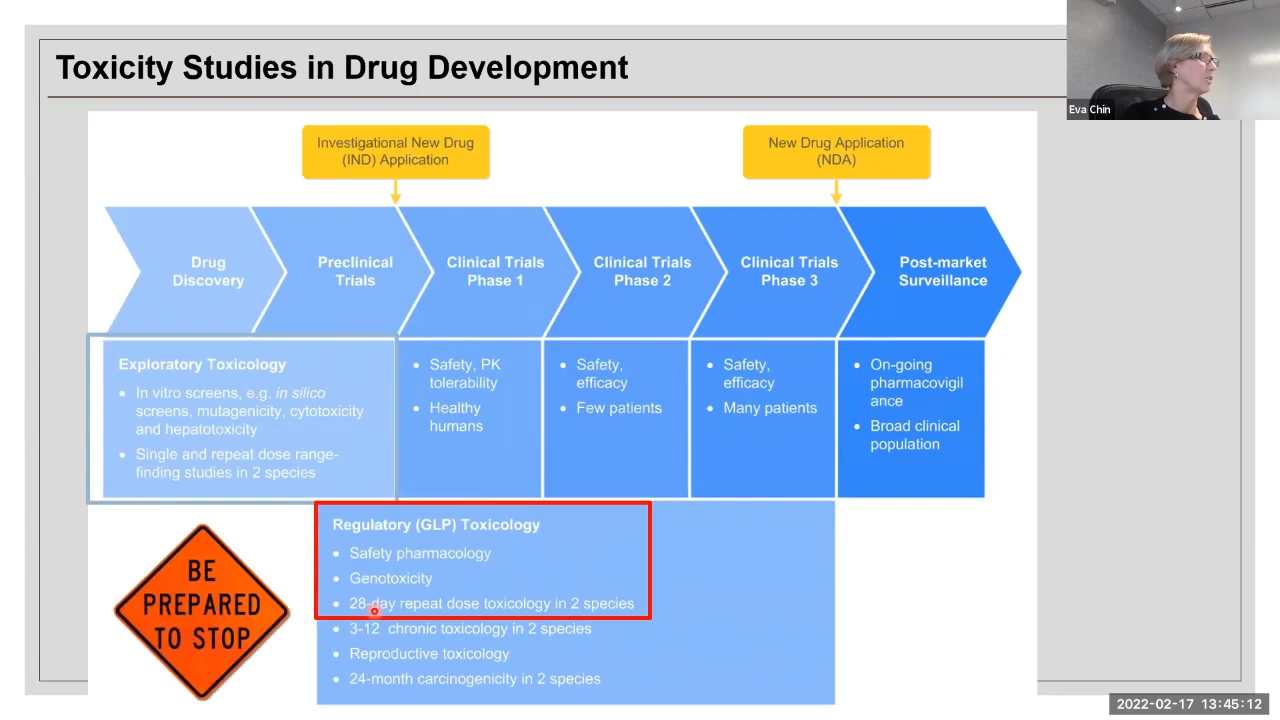 Toxicity Studies in Drug Development
Eva Chin
Investigational New Drug
(IND) Application
New Drug Application
(NDA)
Drug
Discovery
Preclinical
Trials
Clinical Trials
Phase 1
Clinical Trials
Phase 2
Clinical Trials
Phase 3
Post-market
Surveillance
Exploratory Toxicology
• In vitro screens, e.g. in silico
screens, mutagenicity, cytotoxicity
and hepatotoxicity
• Single and repeat dose range-
finding studies in 2 species
• Safety, PK
tolerability
• Healthy
humans
• Safety,
efficacy
• Few patients
• Safety,
efficacy
• Many patients
• On-going
pharmacovigil
ance
• Broad clinical
population
BE
PREPARED
TO STOP
Regulatory (GLP) Toxicology
• Safety pharmacology
• Genotoxicity
• 28-day repeat dose toxicology in 2 species
• 3-12 chronic toxicology in 2 species
• Reproductive toxicology
• 24-month carcinogenicity in 2 species
2022-02-17 13:45:12